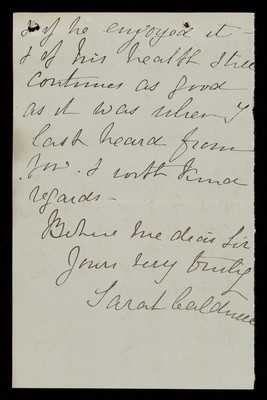 & if he enjoyed it -
& if his health still
continues as good
as it was when I
last heard from
you. & with kind
regards -
Believe me dear Sir
Yours very truly
Sarah Caldwell